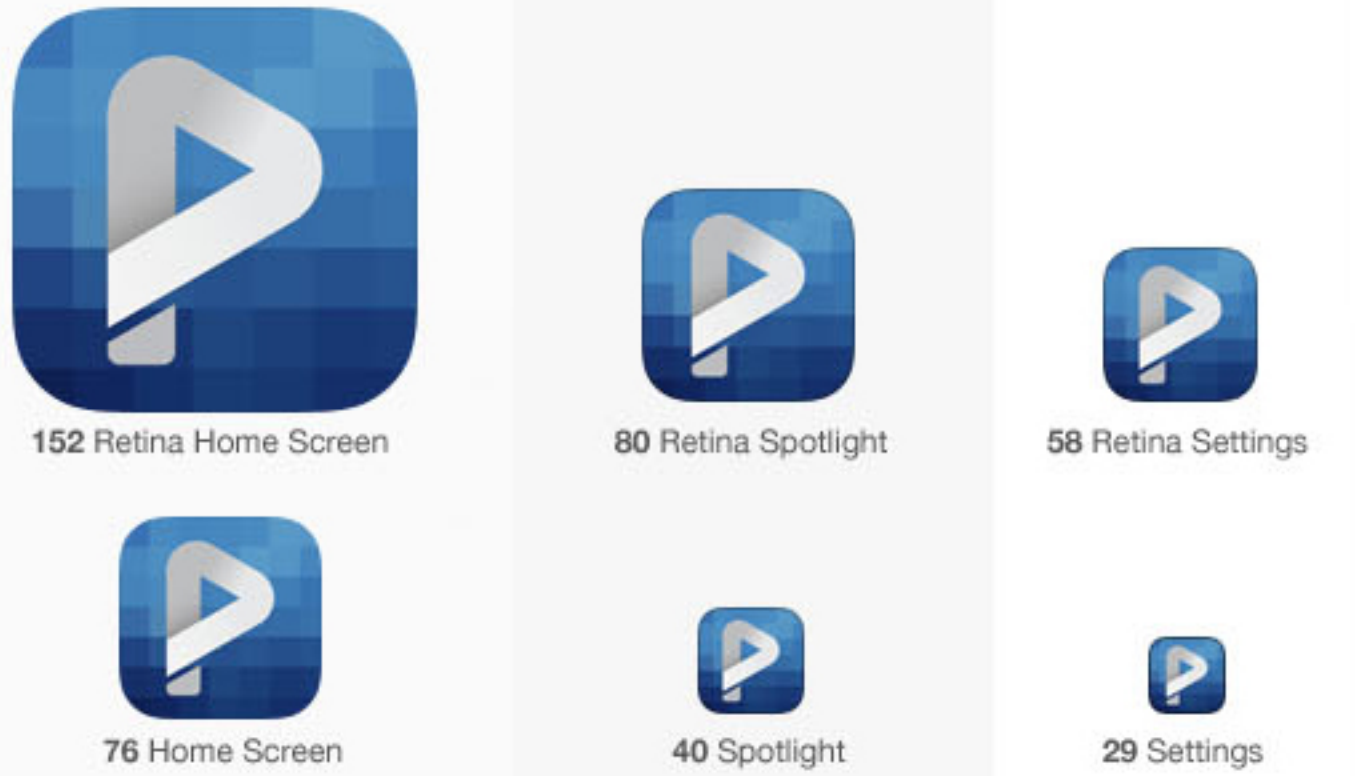 152 Retina Home Screen
80 Retina Spotlight
58 Retina Settings
76 Home Screen
40 Spotlight
29 Settings